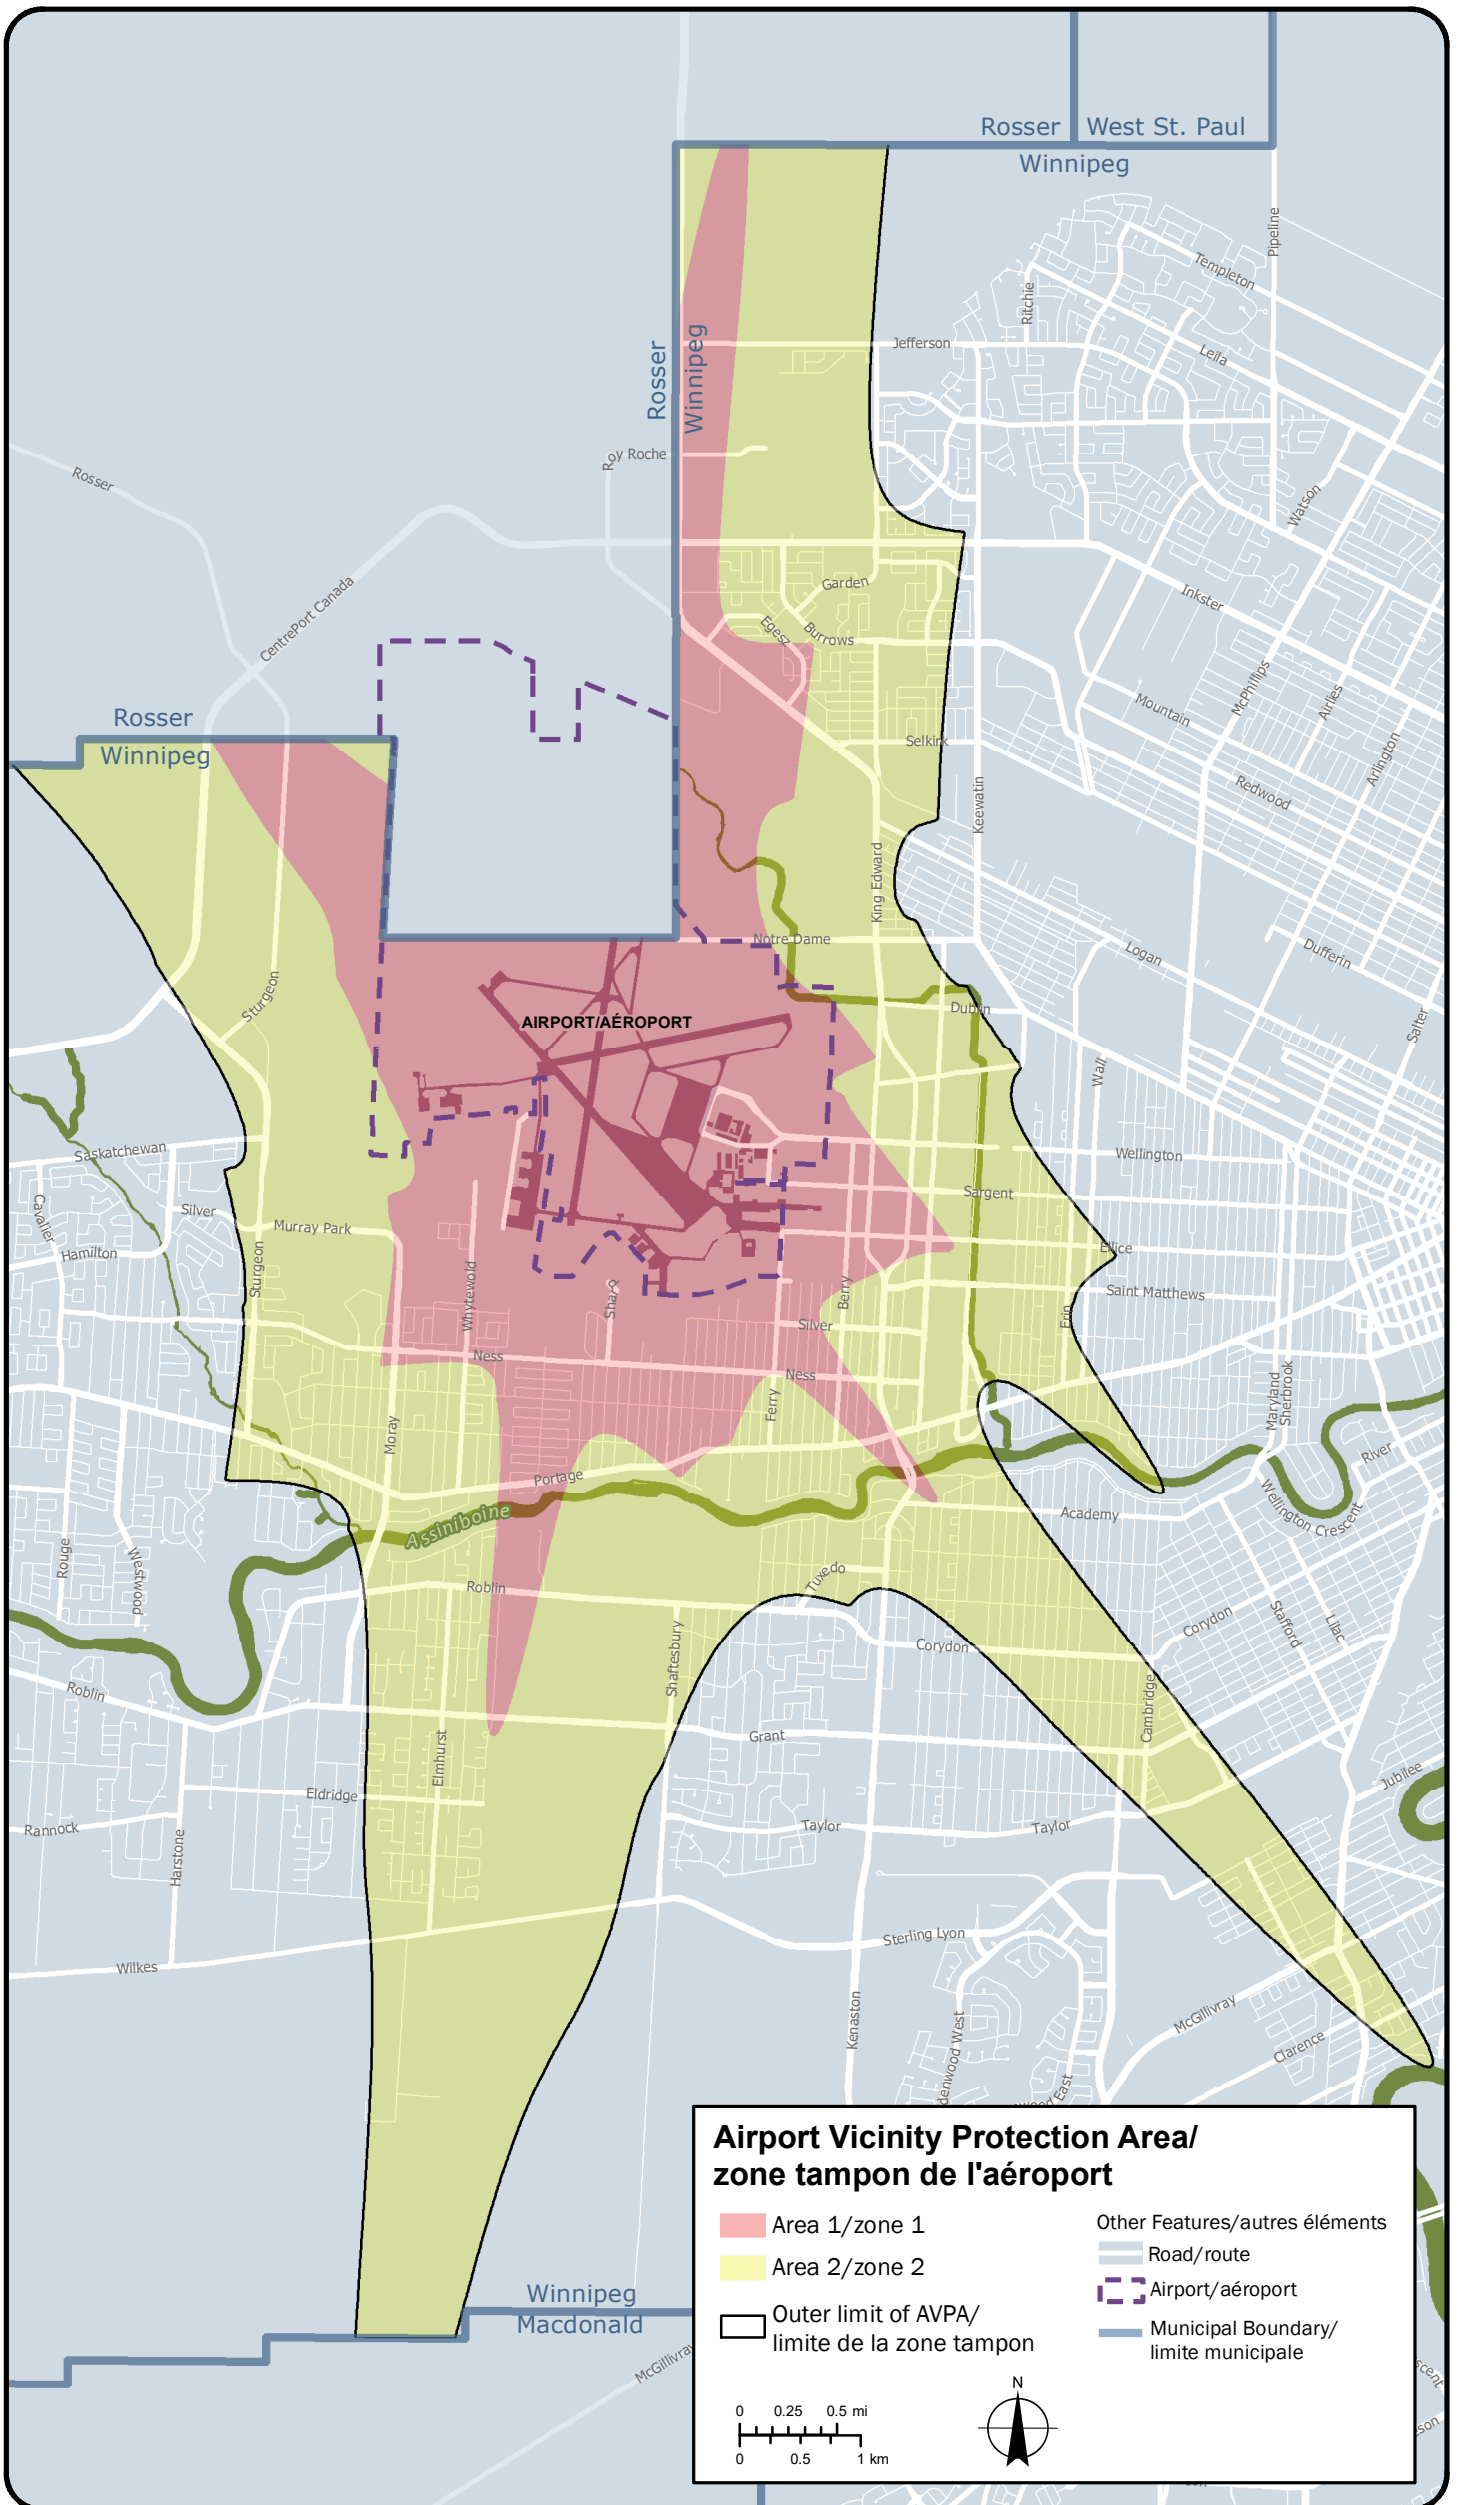 Rosser
West St. Paul
Winnipeg
Pipeline
Templeton
Ritchie
Jefferson
Leila
Rosser
Winnipeg
Roy Roche
Rosser
Watson
CentrePort Canada
Garden
Inkster
Egesz
Burrows
McPhillips
Airlies
Mountain
Rosser
Winnipeg
Selkirk
Arlington
Redwood
Keewatin
King Edward
Notre Dame
Logan
Dufferin
Sturgeon
AIRPORT/AÉROPORT
Dublin
Salter
Wall
Saskatchewan
Wellington
Cavalier
Silver
Murray Park
Sargent
Hamilton
Sturgeon
Ellice
Whytewold
Sharp
Berry
Saint Matthews
Erin
Silver
Ness
Ness
Maryland
Sherbrook
Moray
Ferry
River
Portage
Assiniboine
Academy
Wellington Crescent
Rouge
Westwood
Roblin
Tuxedo
Stafford
Lilac
Corydon
Corydon
Shaftesbury
Roblin
Cambridge
Grant
Elmhurst
Eldridge
Jubilee
Rannock
Harstone
Taylor
Taylor
Sterling Lyon
Wilkes
Kenaston
McGillivray
Clarence
denwood West
wood East
Airport Vicinity Protection Area/
zone tampon de l'aéroport
Area 1/zone 1
Area 2/zone 2
Outer limit of AVPA/
limite de la zone tampon
Other Features/autres éléments
Road/route
Airport/aéroport
Municipal Boundary/
limite municipale
N
0 0.25 0.5 mi
0 0.5 1 km
Winnipeg
Macdonald
McGillivray
scent
son